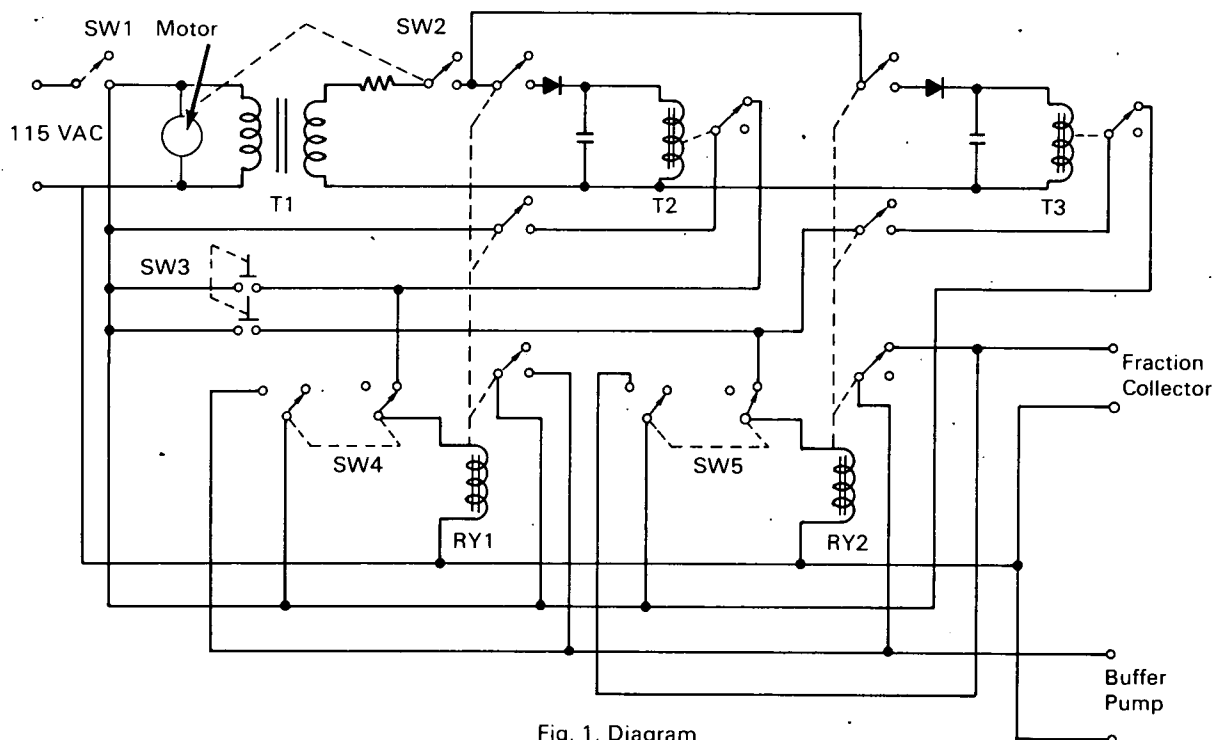 SW1
Motor
SW2
115 VAC
T1
T2
T3
SW3
Fraction
Collector
SW4
SW5
RY1
RY2
Buffer
Pump
Fig. 1. Diagram